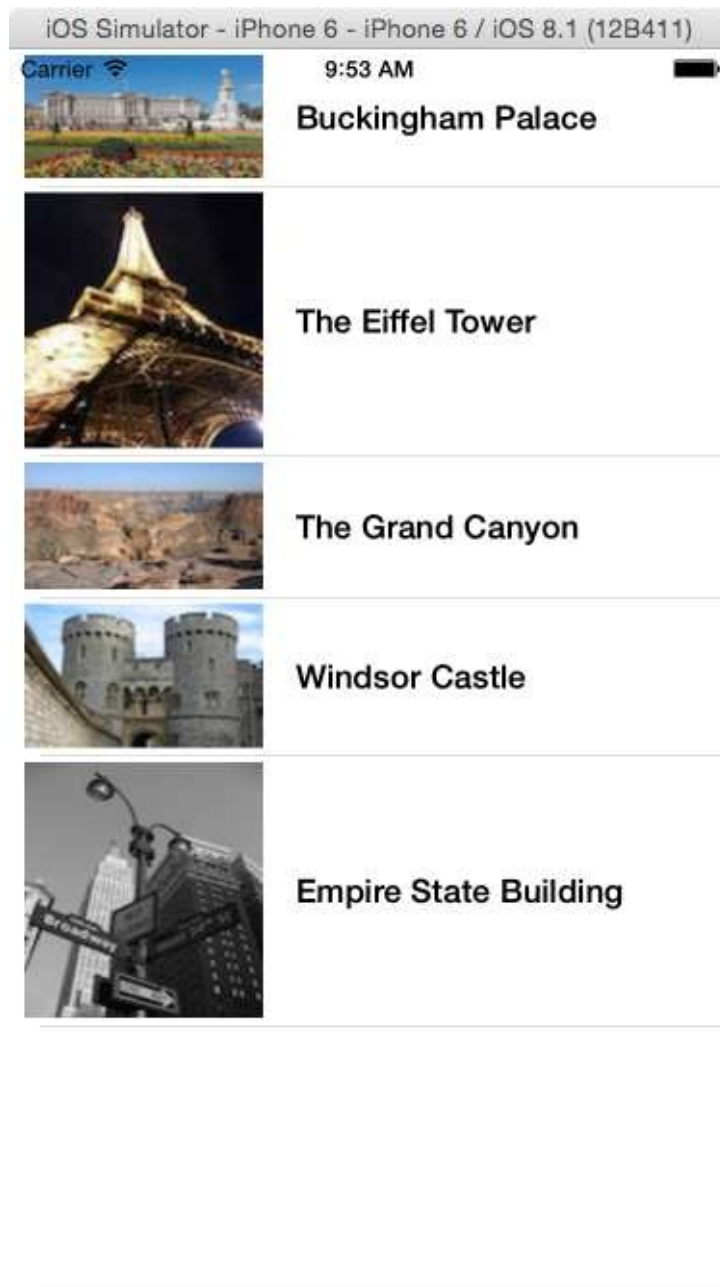 iOS Simulator - iPhone 6 - iPhone 6 / iOS 8.1 (12B411)
Carrier 9:53 AM
Buckingham Palace
The Eiffel Tower
The Grand Canyon
Windsor Castle
Empire State Building
Broadway